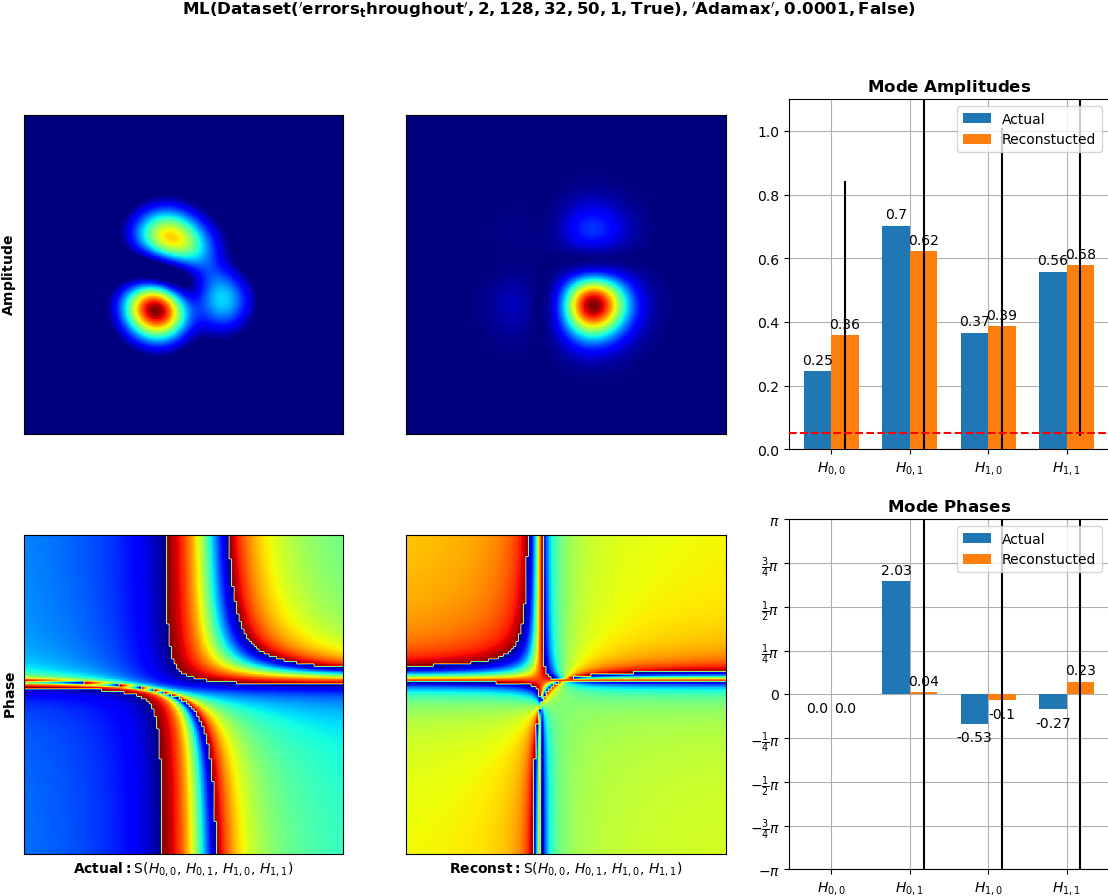 ML(Dataset('errors_throughout', 2, 128, 32, 50, 1, True), 'Adamax', 0.0001, False)
Amplitude
Mode Amplitudes
Actual
Reconstucted
1.0
0.8
0.6
0.4
0.2
0.0
0.25
0.36
0.7
0.62
0.37
0.39
0.56
0.58
H0,0
H0,1
H1,0
H1,1
Phase
Actual: S(H0,0, H0,1, H1,0, H1,1)
Reconst: S(H0,0, H0,1, H1,0, H1,1)
Mode Phases
Actual
Reconstucted
π
3/4π
1/2π
1/4π
0
−1/4π
−1/2π
−3/4π
−π
0.0
0.0
2.03
0.04
-0.53
-0.1
-0.27
0.23
H0,0
H0,1
H1,0
H1,1